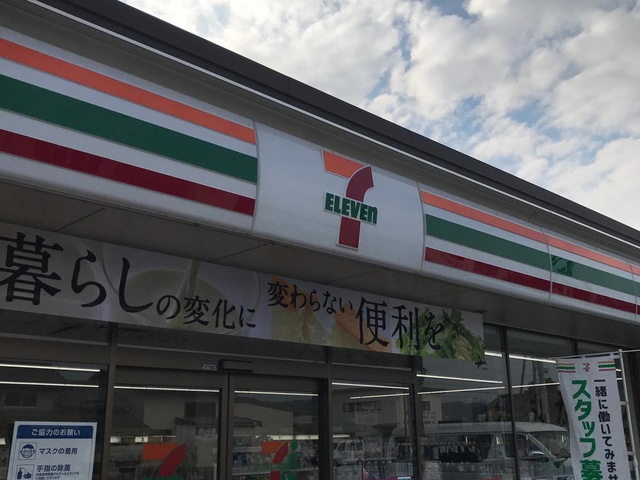 7
ELEVEN
暮らしの変化に
変わらない便利を
ご協力のお願い
マスクの着用
手指の除菌
一緒に働いてみませ
スタッフ募